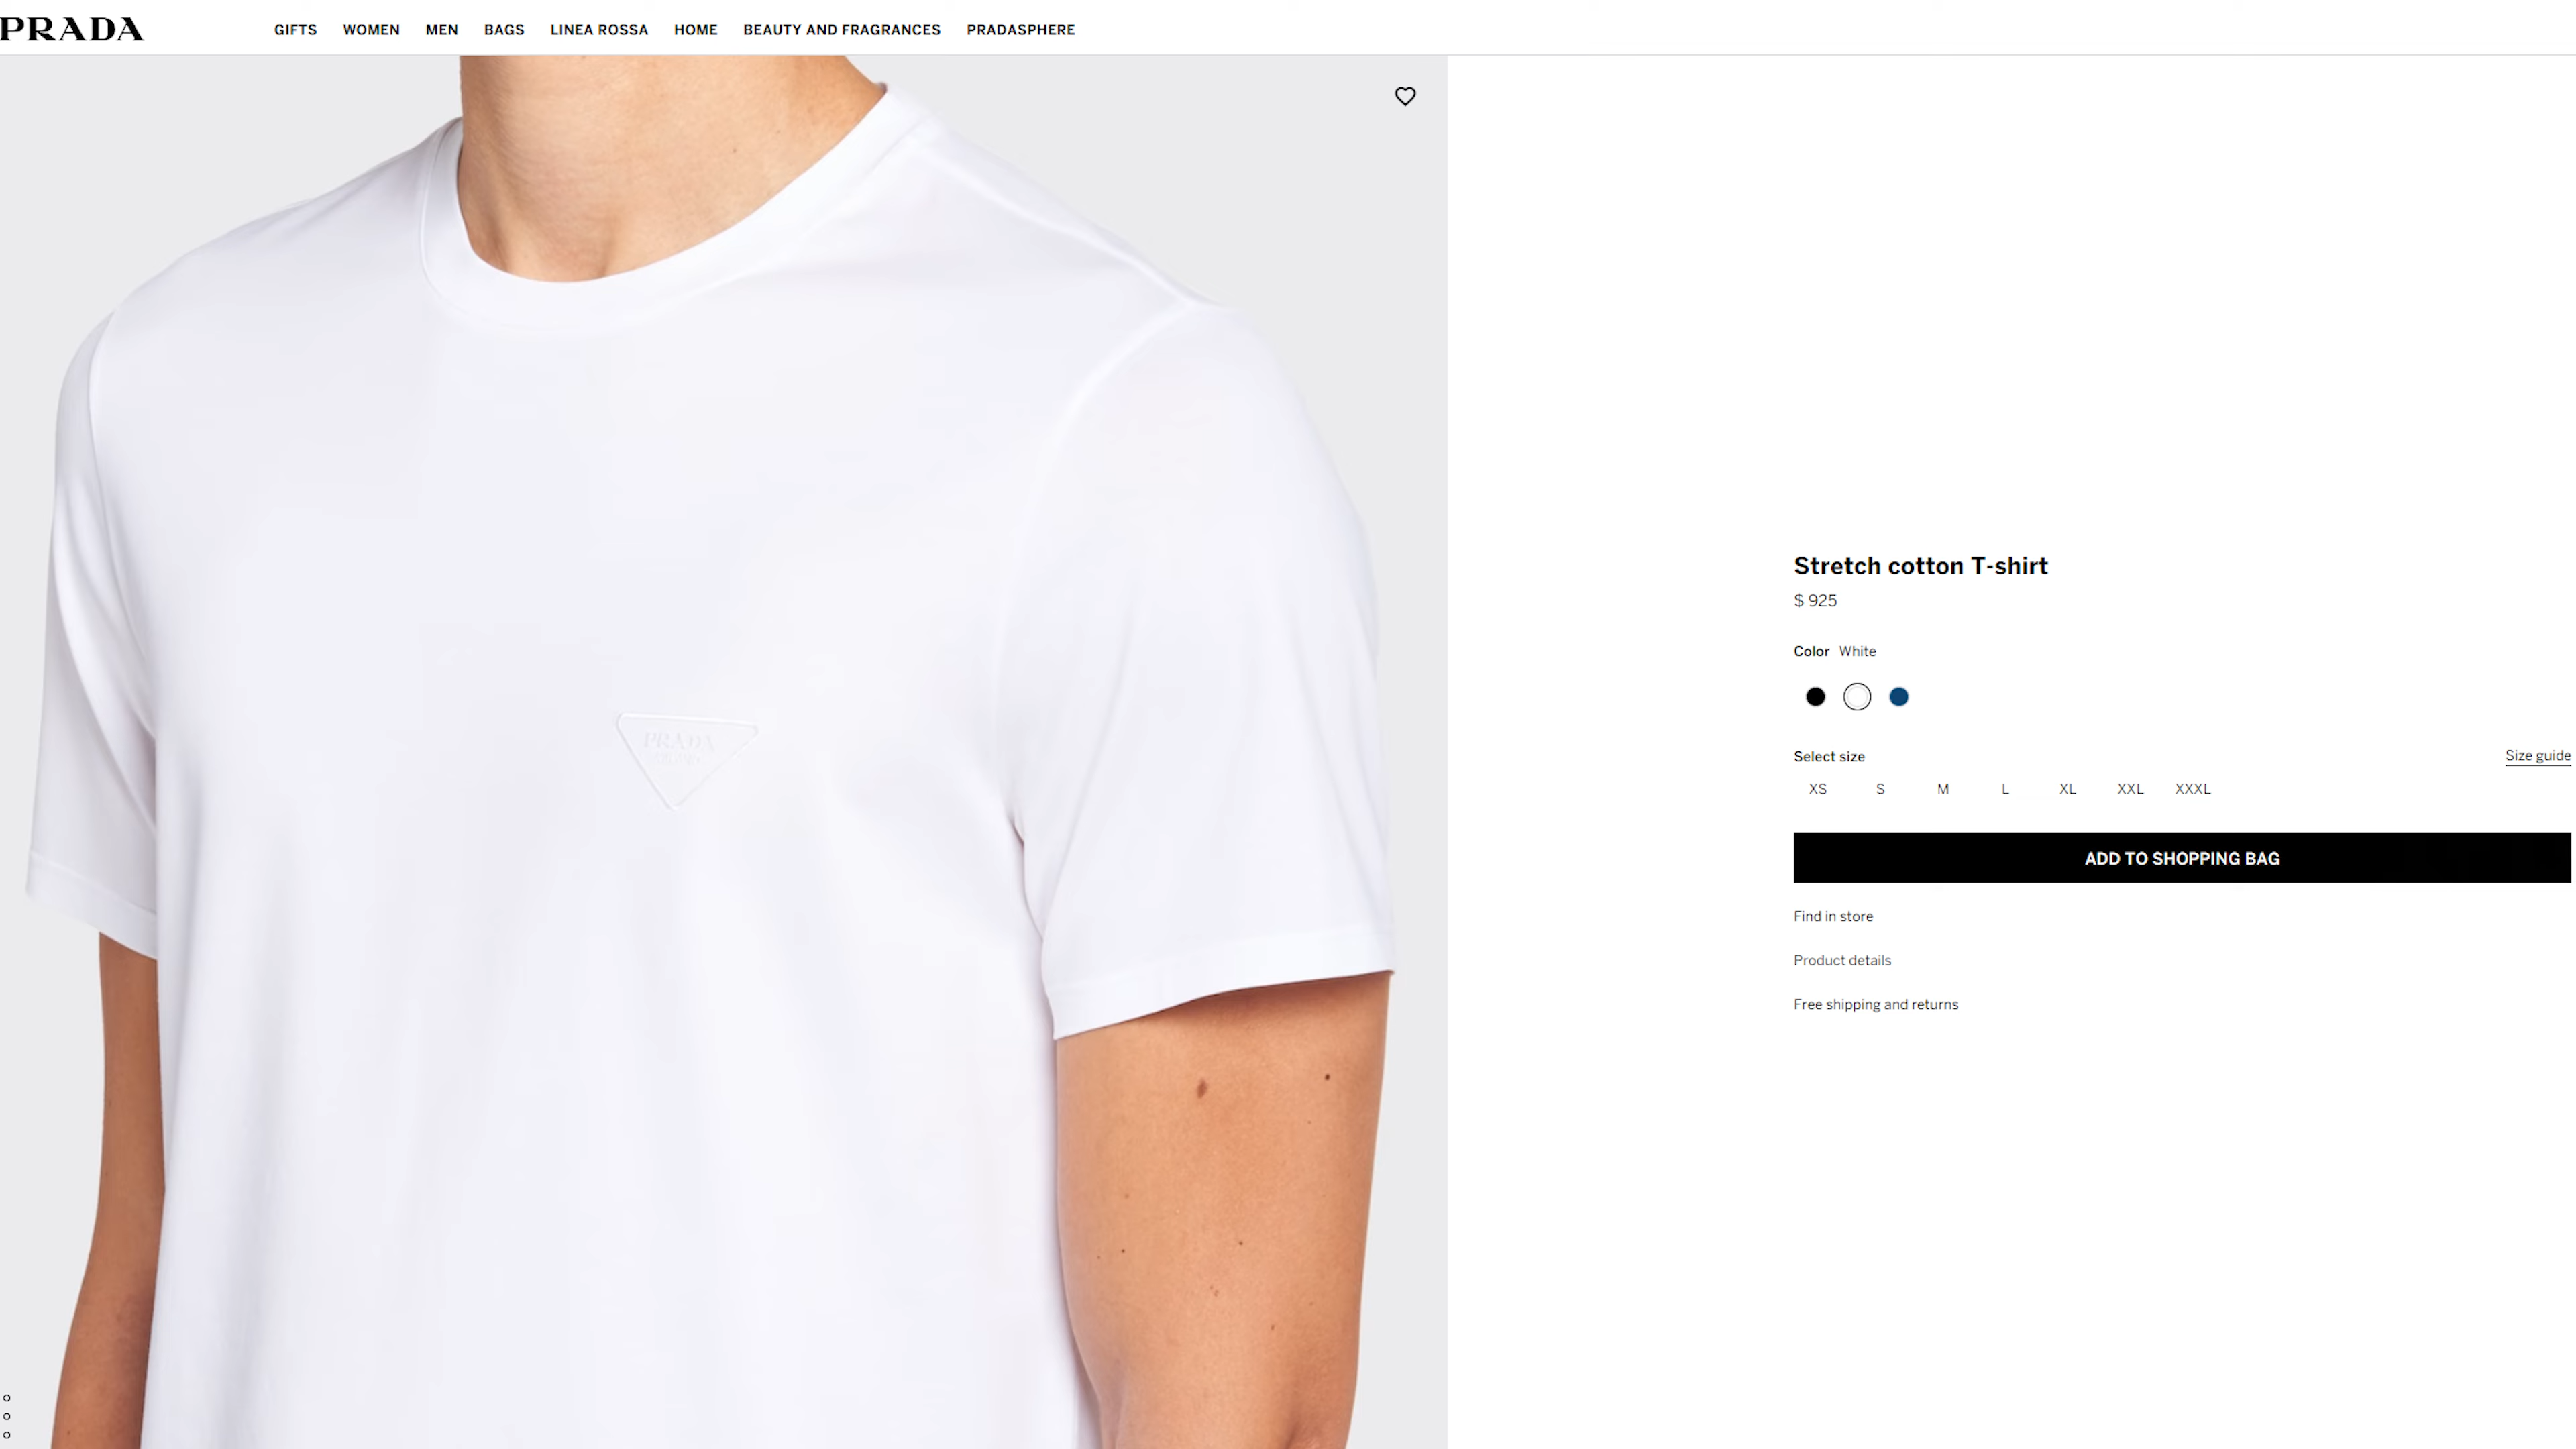 PRADA
GIFTS WOMEN MEN BAGS LINEA ROSSA HOME BEAUTY AND FRAGRANCES PRADASPHERE
PRADA
MILANO
Stretch cotton T-shirt
$ 925
Color White
Select size Size guide
XS S M L XL XXL XXXL
ADD TO SHOPPING BAG
Find in store
Product details
Free shipping and returns